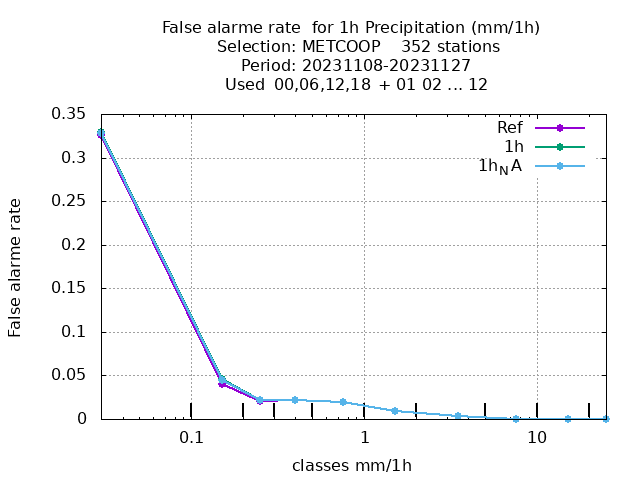 False alarme rate  for 1h Precipitation (mm/1h)
Selection: METCOOP    352 stations
Period: 20231108-20231127
Used  00,06,12,18 + 01 02 ... 12
Ref
1h
1hNA
0.35
0.3
0.25
0.2
0.15
0.1
0.05
0
False alarme rate
0.1
1
10
classes mm/1h